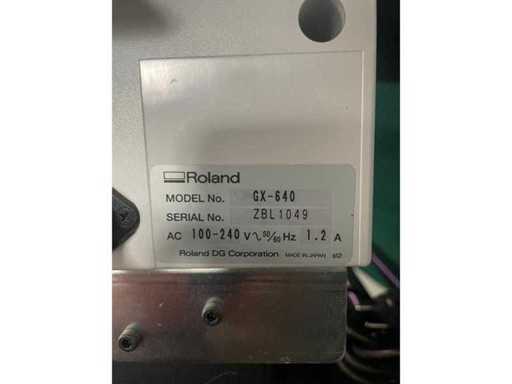 Roland
MODEL No. GX-640
SERIAL No. ZBL1049
AC 100-240 V∿ 50/60 Hz 1.2 A
Roland DG Corporation MADE IN JAPAN